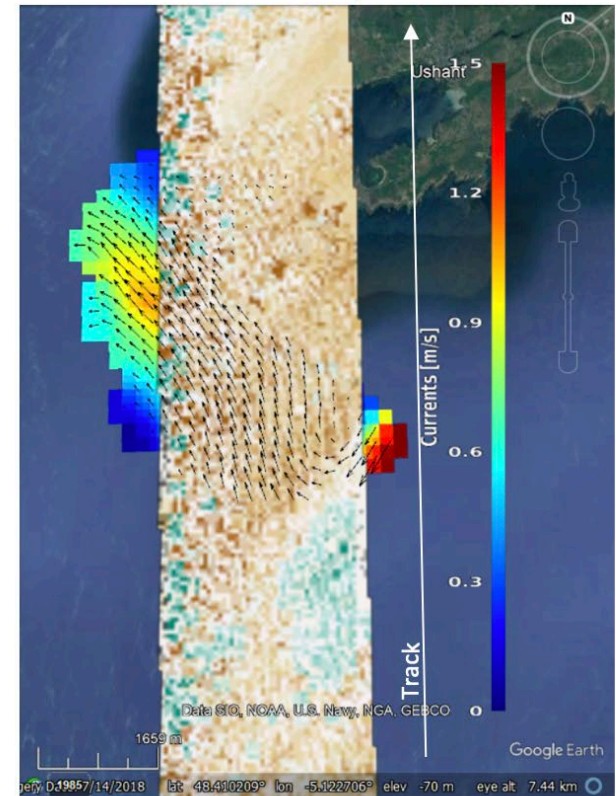 N
Ushant
1.5
1.2
0.9
0.6
0.3
0
Currents [m/s]
Track
Data SIO, NOAA, U.S. Navy, NGA, GEBCO
1659 m
Google Earth
1985
7/14/2018 lat 48.410209° lon -5.122706° elev -70 m eye alt 7.44 km